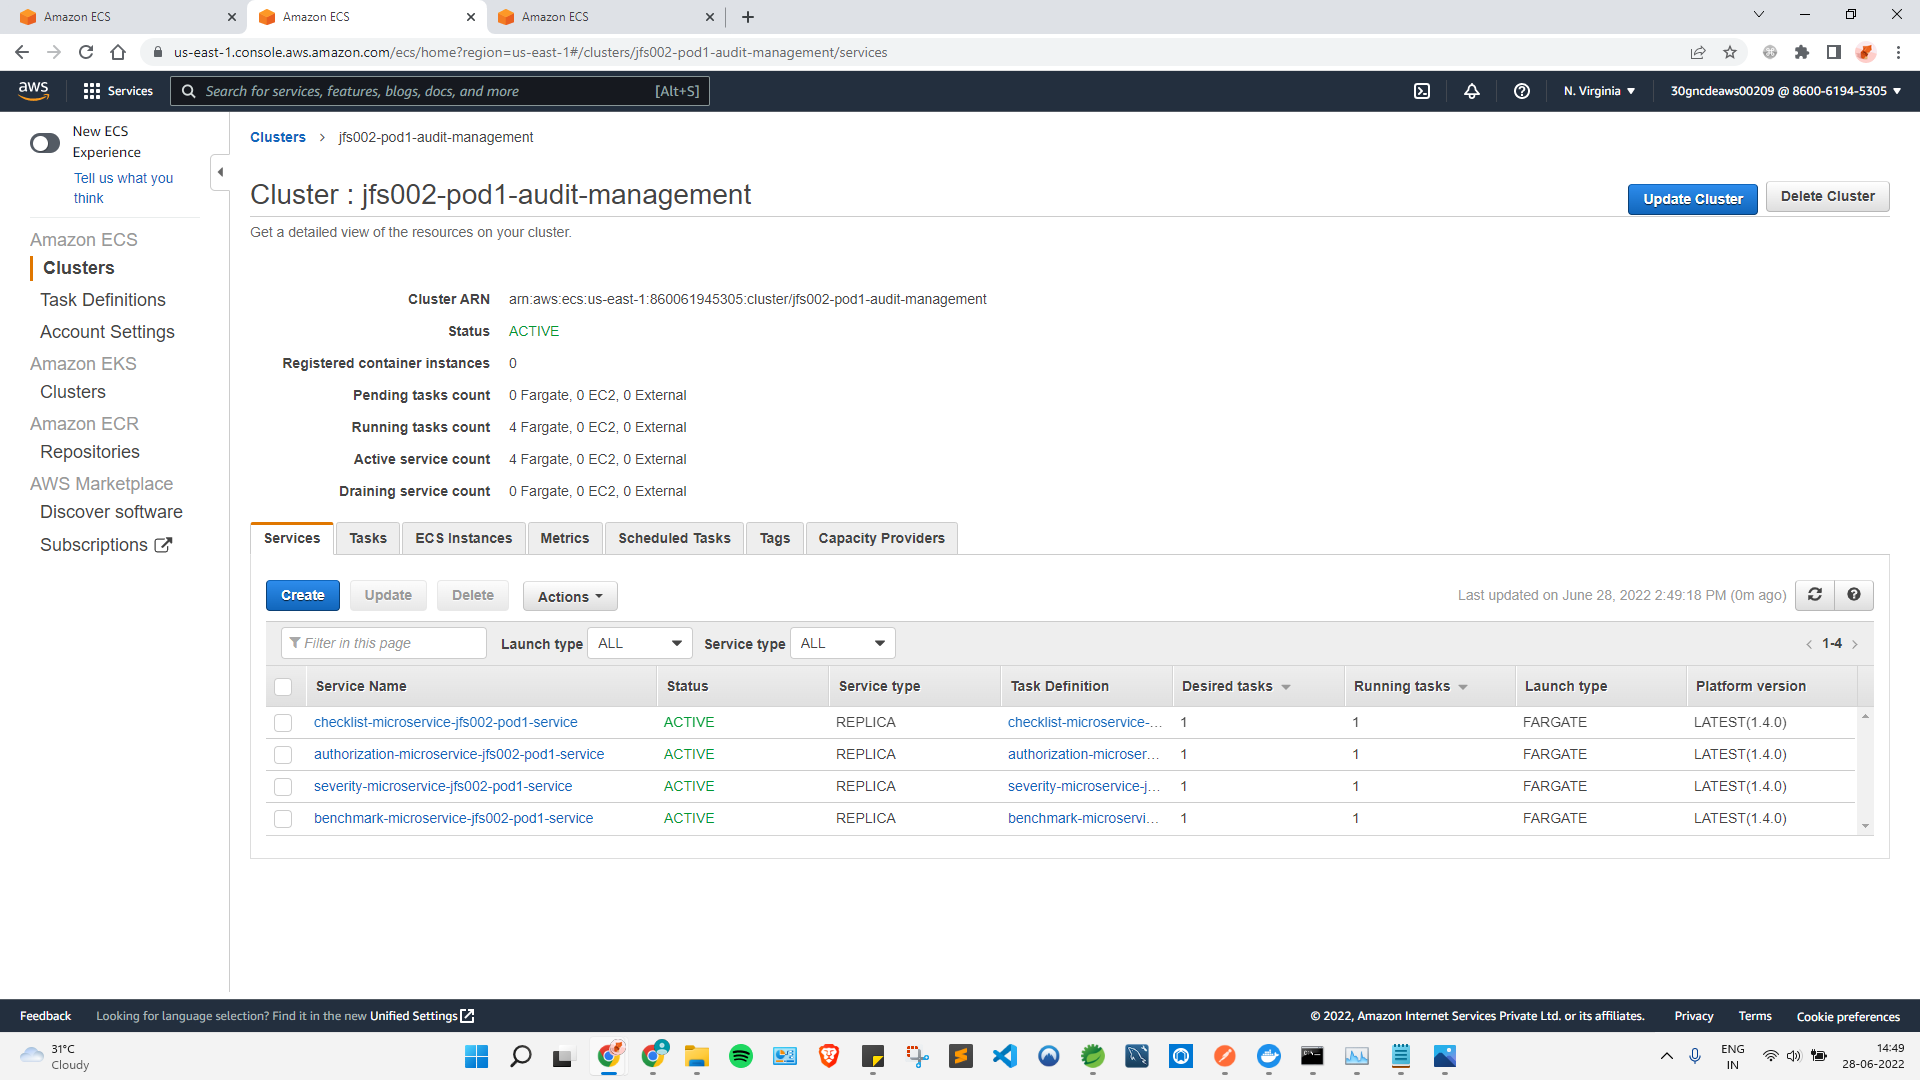 Amazon ECS
Amazon ECS
Amazon ECS
us-east-1.console.aws.amazon.com/ecs/home?region=us-east-1#/clusters/jfs002-pod1-audit-management/services
aws
Services
Search for services, features, blogs, docs, and more
[Alt+S]
N. Virginia
30gncdeaws00209 @ 8600-6194-5305
New ECS
Experience
Tell us what you
think
Amazon ECS
Clusters
Task Definitions
Account Settings
Amazon EKS
Clusters
Amazon ECR
Repositories
AWS Marketplace
Discover software
Subscriptions
Clusters > jfs002-pod1-audit-management
Cluster : jfs002-pod1-audit-management
Update Cluster
Delete Cluster
Get a detailed view of the resources on your cluster.
Cluster ARN arn:aws:ecs:us-east-1:860061945305:cluster/jfs002-pod1-audit-management
Status ACTIVE
Registered container instances 0
Pending tasks count 0 Fargate, 0 EC2, 0 External
Running tasks count 4 Fargate, 0 EC2, 0 External
Active service count 4 Fargate, 0 EC2, 0 External
Draining service count 0 Fargate, 0 EC2, 0 External
Services Tasks ECS Instances Metrics Scheduled Tasks Tags Capacity Providers
Create Update Delete Actions
Last updated on June 28, 2022 2:49:18 PM (0m ago)
Filter in this page Launch type ALL Service type ALL
< 1-4 >
Service Name Status Service type Task Definition Desired tasks Running tasks Launch type Platform version
checklist-microservice-jfs002-pod1-service ACTIVE REPLICA checklist-microservice-... 1 1 FARGATE LATEST(1.4.0)
authorization-microservice-jfs002-pod1-service ACTIVE REPLICA authorization-microser... 1 1 FARGATE LATEST(1.4.0)
severity-microservice-jfs002-pod1-service ACTIVE REPLICA severity-microservice-j... 1 1 FARGATE LATEST(1.4.0)
benchmark-microservice-jfs002-pod1-service ACTIVE REPLICA benchmark-microservi... 1 1 FARGATE LATEST(1.4.0)
Feedback Looking for language selection? Find it in the new Unified Settings
© 2022, Amazon Internet Services Private Ltd. or its affiliates. Privacy Terms Cookie preferences
31°C
Cloudy
ENG
IN
14:49
28-06-2022